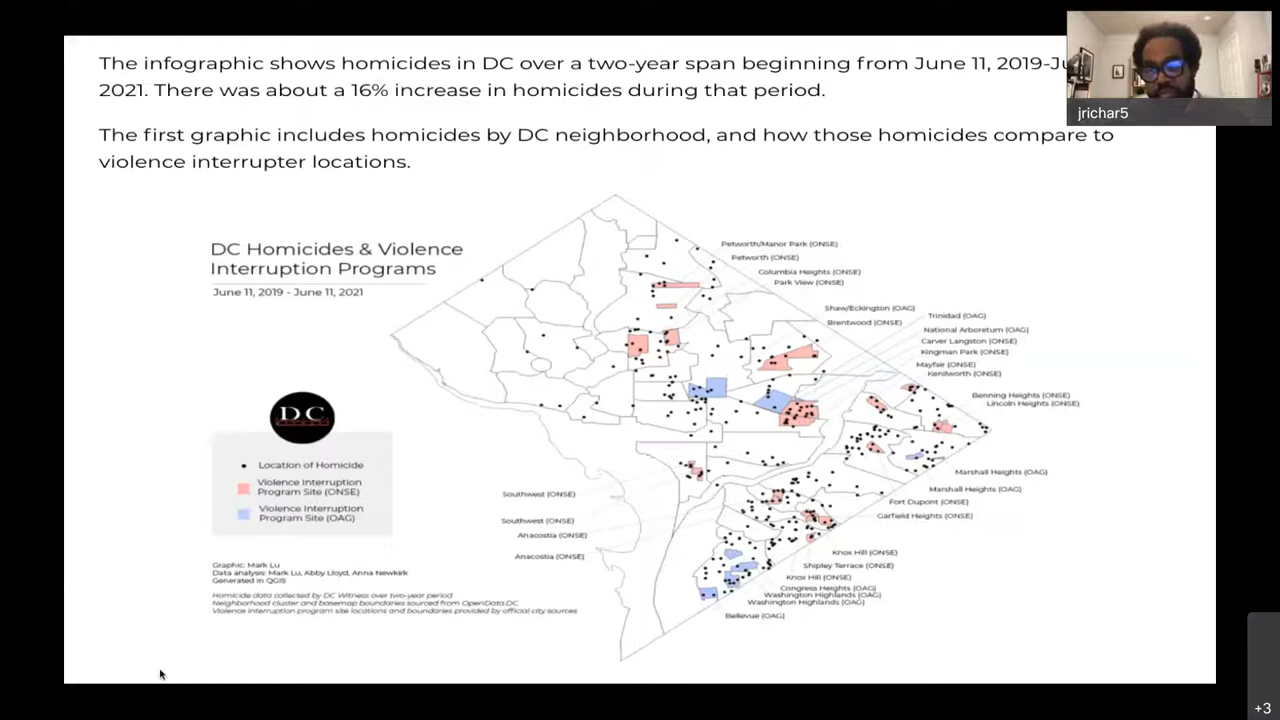 The infographic shows homicides in DC over a two-year span beginning from June 11, 2019-Ju
2021. There was about a 16% increase in homicides during that period.
The first graphic includes homicides by DC neighborhood, and how those homicides compare to
violence interrupter locations.
jrichar5
DC Homicides & Violence
Interruption Programs
June 11, 2019 - June 11, 2021
Petworth/Manor Park (ONSE)
Petworth (ONSE)
Columbia Heights (ONSE)
Park View (ONSE)
Shaw/Eckington (OAG)
Brentwood (ONSE)
Trinidad (OAG)
National Arboretum (OAG)
Carver Langston (ONSE)
Kingman Park (ONSE)
Mayfair (ONSE)
Kenilworth (ONSE)
Benning Heights (ONSE)
Lincoln Heights (ONSE)
DC
Location of Homicide
Violence Interruption
Program Site (ONSE)
Violence Interruption
Program Site (OAG)
Southwest (ONSE)
Southwest (ONSE)
Anacostia (ONSE)
Anacostia (ONSE)
Marshall Heights (OAG)
Marshall Heights (OAG)
Fort Dupont (ONSE)
Garfield Heights (ONSE)
Knox Hill (ONSE)
Shipley Terrace (ONSE)
Knox Hill (ONSE)
Congress Heights (OAG)
Washington Highlands (OAG)
Washington Highlands (OAG)
Bellevue (OAG)
Graphic: Mark Lu
Data analysis: Mark Lu, Abby Lloyd, Anna Newkirk
Generated in QGIS
Homicide data collected by DC Witness over two-year period
Neighborhood cluster and basemap boundaries sourced from OpenData.DC
Violence interruption program site locations and boundaries provided by official city sources
+3